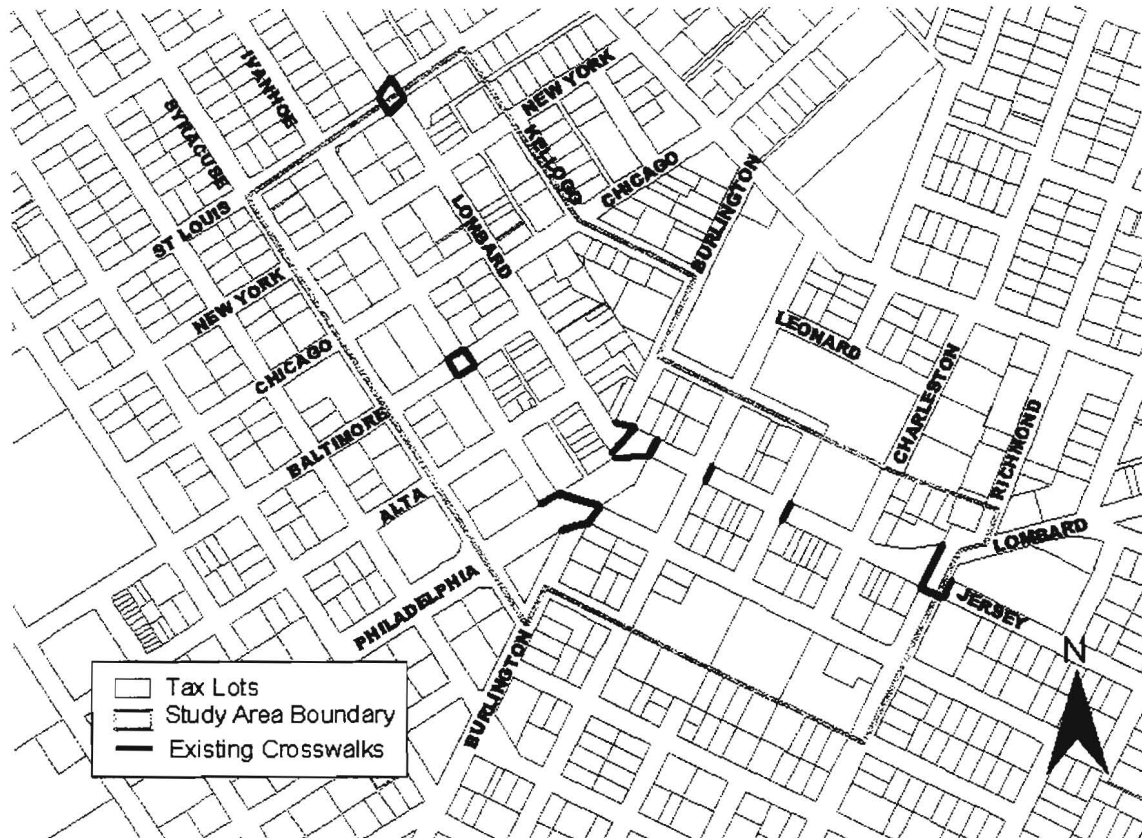 IVANHOE
SYRACUSE
NEW YORK
KELLOGG
CHICAGO
BURLINGTON
ST LOUIS
LOMBARD
NEW YORK
CHICAGO
LEONARD
CHARLESTON
RICHMOND
BALTIMORE
ALTA
LOMBARD
JERSEY
PHILADELPHIA
BURLINGTON
N
Tax Lots
Study Area Boundary
Existing Crosswalks